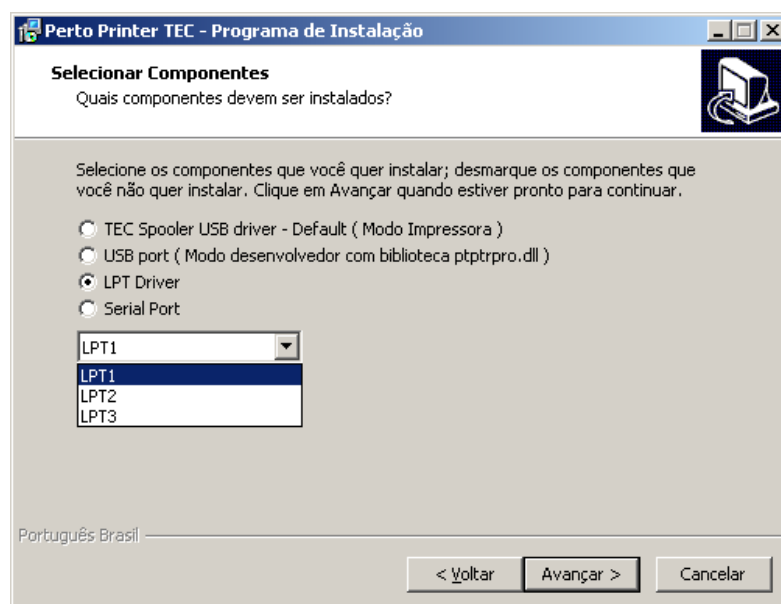 Perto Printer TEC - Programa de Instalação
Selecionar Componentes
Quais componentes devem ser instalados?
Selecione os componentes que você quer instalar; desmarque os componentes que
você não quer instalar. Clique em Avançar quando estiver pronto para continuar.
TEC Spooler USB driver - Default ( Modo Impressora )
USB port ( Modo desenvolvedor com biblioteca ptptrpro.dll )
LPT Driver
Serial Port
LPT1
LPT1
LPT2
LPT3
Português Brasil
< Voltar Avançar > Cancelar